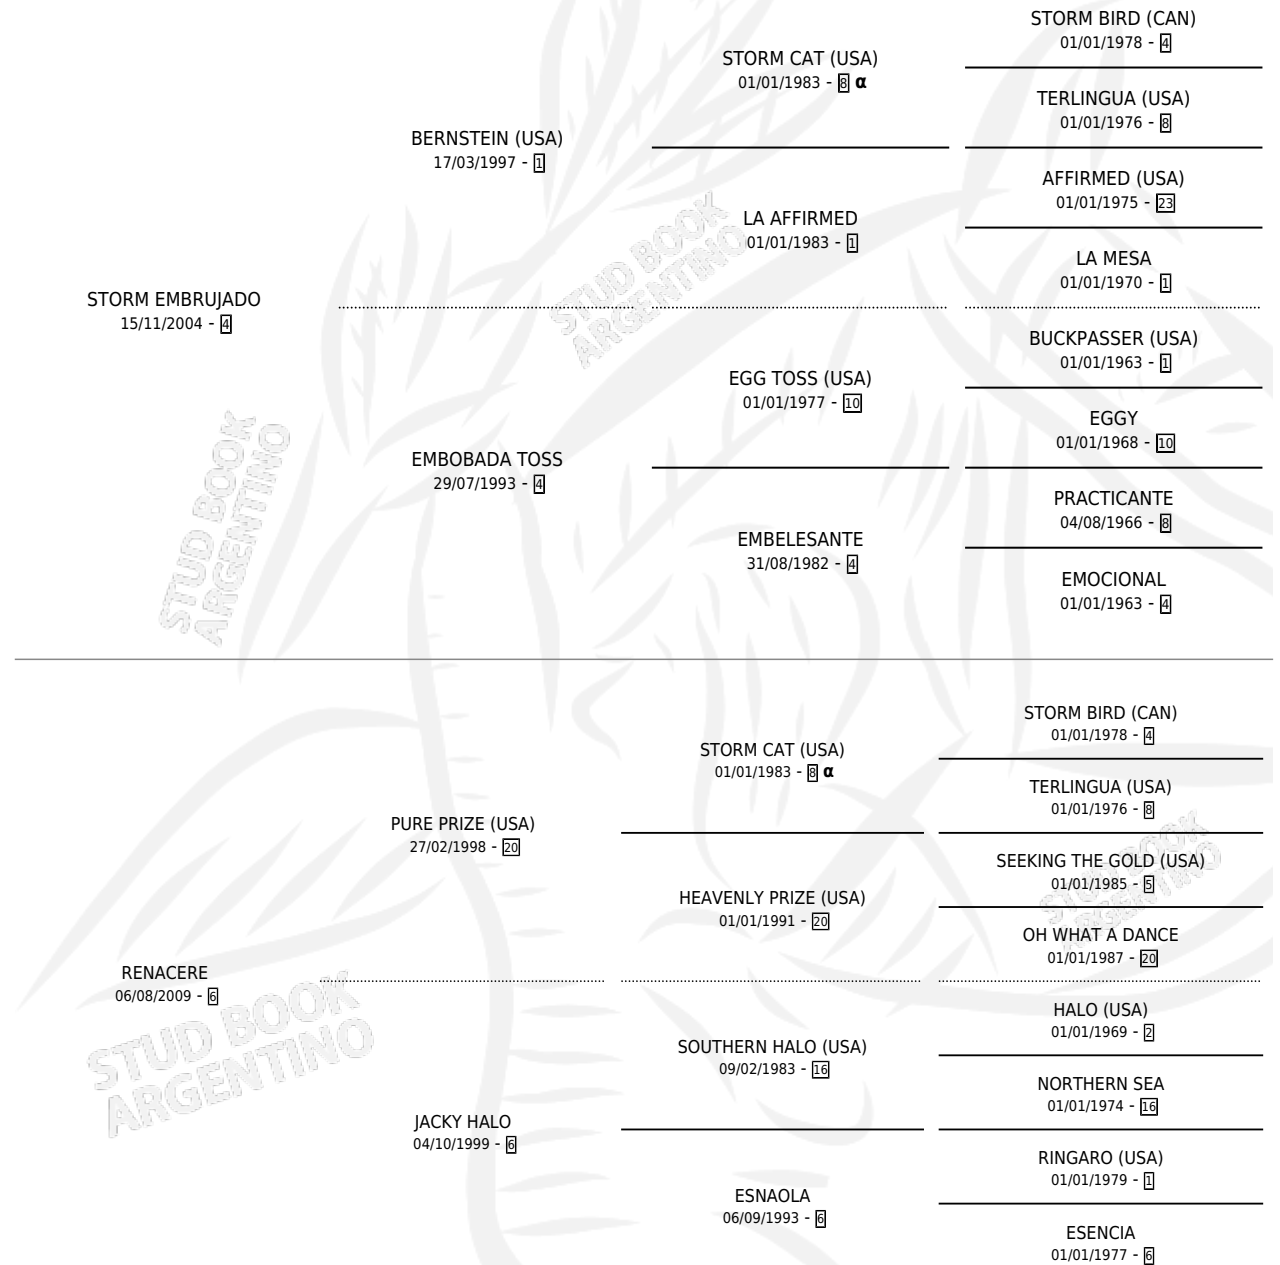 STORM EMBRUJADO
15/11/2004 - 4
BERNSTEIN (USA)
17/03/1997 - 1
STORM CAT (USA)
01/01/1983 - 8 α
STORM BIRD (CAN)
01/01/1978 - 4
TERLINGUA (USA)
01/01/1976 - 8
LA AFFIRMED
01/01/1983 - 1
AFFIRMED (USA)
01/01/1975 - 23
LA MESA
01/01/1970 - 1
EMBOBADA TOSS
29/07/1993 - 4
EGG TOSS (USA)
01/01/1977 - 10
BUCKPASSER (USA)
01/01/1963 - 1
EGGY
01/01/1968 - 10
EMBELESANTE
31/08/1982 - 4
PRACTICANTE
04/08/1966 - 8
EMOCIONAL
01/01/1963 - 4
RENACERE
06/08/2009 - 6
PURE PRIZE (USA)
27/02/1998 - 20
STORM CAT (USA)
01/01/1983 - 8 α
STORM BIRD (CAN)
01/01/1978 - 4
TERLINGUA (USA)
01/01/1976 - 8
HEAVENLY PRIZE (USA)
01/01/1991 - 20
SEEKING THE GOLD (USA)
01/01/1985 - 5
OH WHAT A DANCE
01/01/1987 - 20
JACKY HALO
04/10/1999 - 6
SOUTHERN HALO (USA)
09/02/1983 - 16
HALO (USA)
01/01/1969 - 2
NORTHERN SEA
01/01/1974 - 16
ESNAOLA
06/09/1993 - 6
RINGARO (USA)
01/01/1979 - 1
ESENCIA
01/01/1977 - 6
STUD BOOK
ARGENTINO
STUD BOOK
ARGENTINO
STUD BOOK
ARGENTINO
STUD BOOK
ARGENTINO